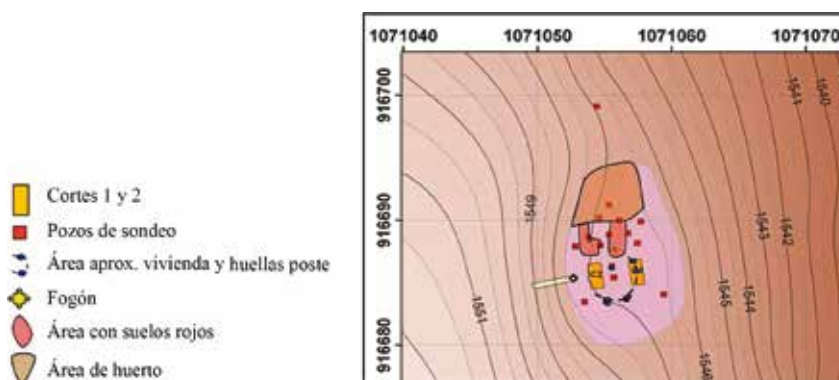 1071040 1071050 1071060 1071070
916700
916690
916680
1540
1541
1542
1543
1544
1545
1546
1549
1551
Cortes 1 y 2
Pozos de sondeo
Área aprox. vivienda y huellas poste
Fogón
Área con suelos rojos
Área de huerto